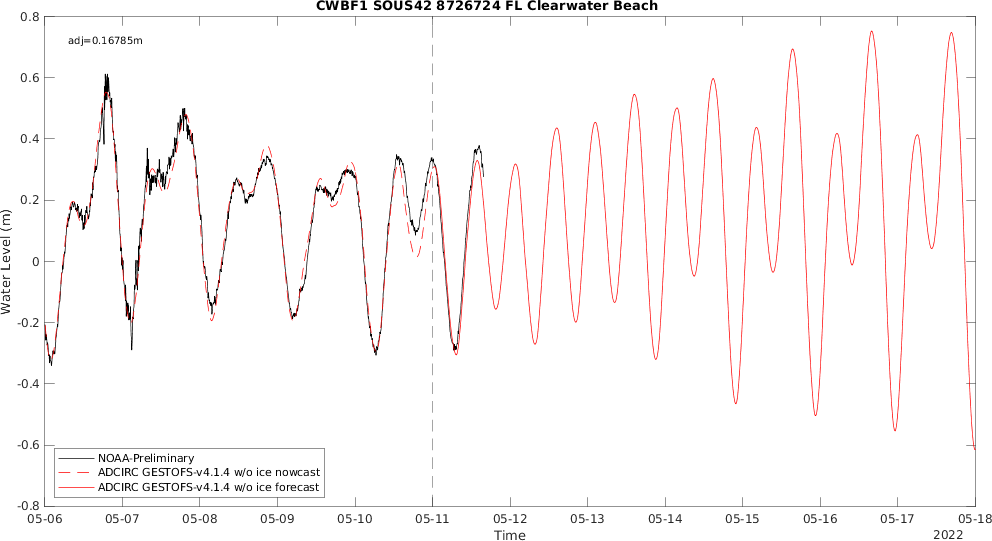 CWBF1 SOUS42 8726724 FL Clearwater Beach
adj=0.16785m
0.8
0.6
0.4
0.2
0
-0.2
-0.4
-0.6
-0.8
Water Level (m)
NOAA-Preliminary
ADCIRC GESTOFS-v4.1.4 w/o ice nowcast
ADCIRC GESTOFS-v4.1.4 w/o ice forecast
05-06 05-07 05-08 05-09 05-10 05-11 05-12 05-13 05-14 05-15 05-16 05-17 05-18
Time
2022